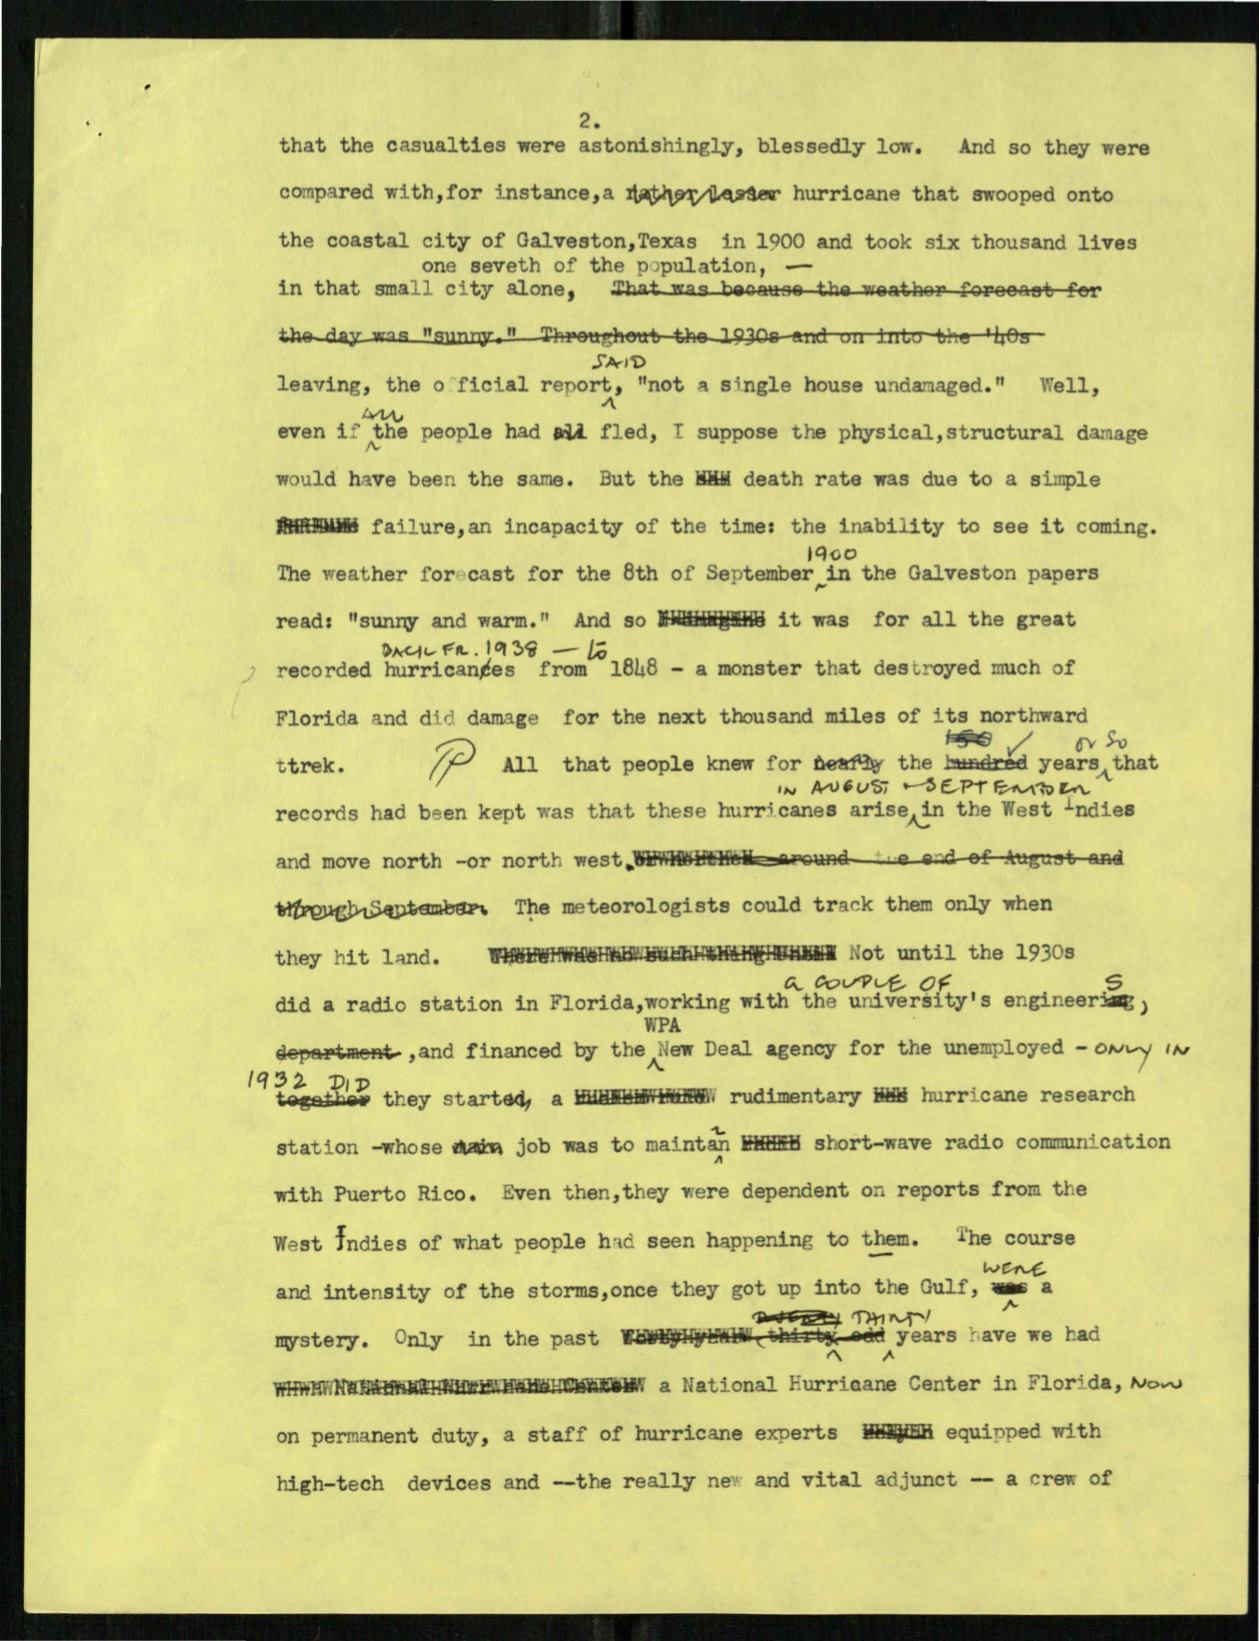 2.
that the casualties were astonishingly, blessedly low. And so they were
compared with,for instance,a rather lesser hurricane that swooped onto
the coastal city of Galveston,Texas in 1900 and took six thousand lives
one seveth of the population, —
in that small city alone, That was because the weather forecast for
the day was "sunny." Throughout the 1930s and on into the '40s
SAID
leaving, the o ficial report, "not a single house undamaged." Well,
ALL
even if the people had all fled, I suppose the physical,structural damage
would have been the same. But the death rate was due to a simple
failure,an incapacity of the time: the inability to see it coming.
1900
The weather forecast for the 8th of September in the Galveston papers
read: "sunny and warm." And so it was for all the great
BACK FR. 1938 — to
recorded hurricanes from 1848 - a monster that destroyed much of
Florida and did damage for the next thousand miles of its northward
150 ✓ or so
ttrek. All that people knew for nearly the hundred years that
IN AUGUST + SEPTEMBER
records had been kept was that these hurricanes arise in the West Indies
and move north -or north west. around the end of August and
through September. The meteorologists could track them only when
they hit land. There was no such thing Not until the 1930s
A COUPLE OF S
did a radio station in Florida,working with the university's engineering,
WPA
department ,and financed by the New Deal agency for the unemployed - ONLY IN
1932 DID
together they started, a rudimentary hurricane research
station -whose main job was to maintan short-wave radio communication
with Puerto Rico. Even then,they were dependent on reports from the
West Indies of what people had seen happening to them. The course
WERE
and intensity of the storms,once they got up into the Gulf, was a
THIRTY
mystery. Only in the past thirty odd years have we had
a National Hurricane Center in Florida, NOW
on permanent duty, a staff of hurricane experts equipped with
high-tech devices and --the really new and vital adjunct -- a crew of